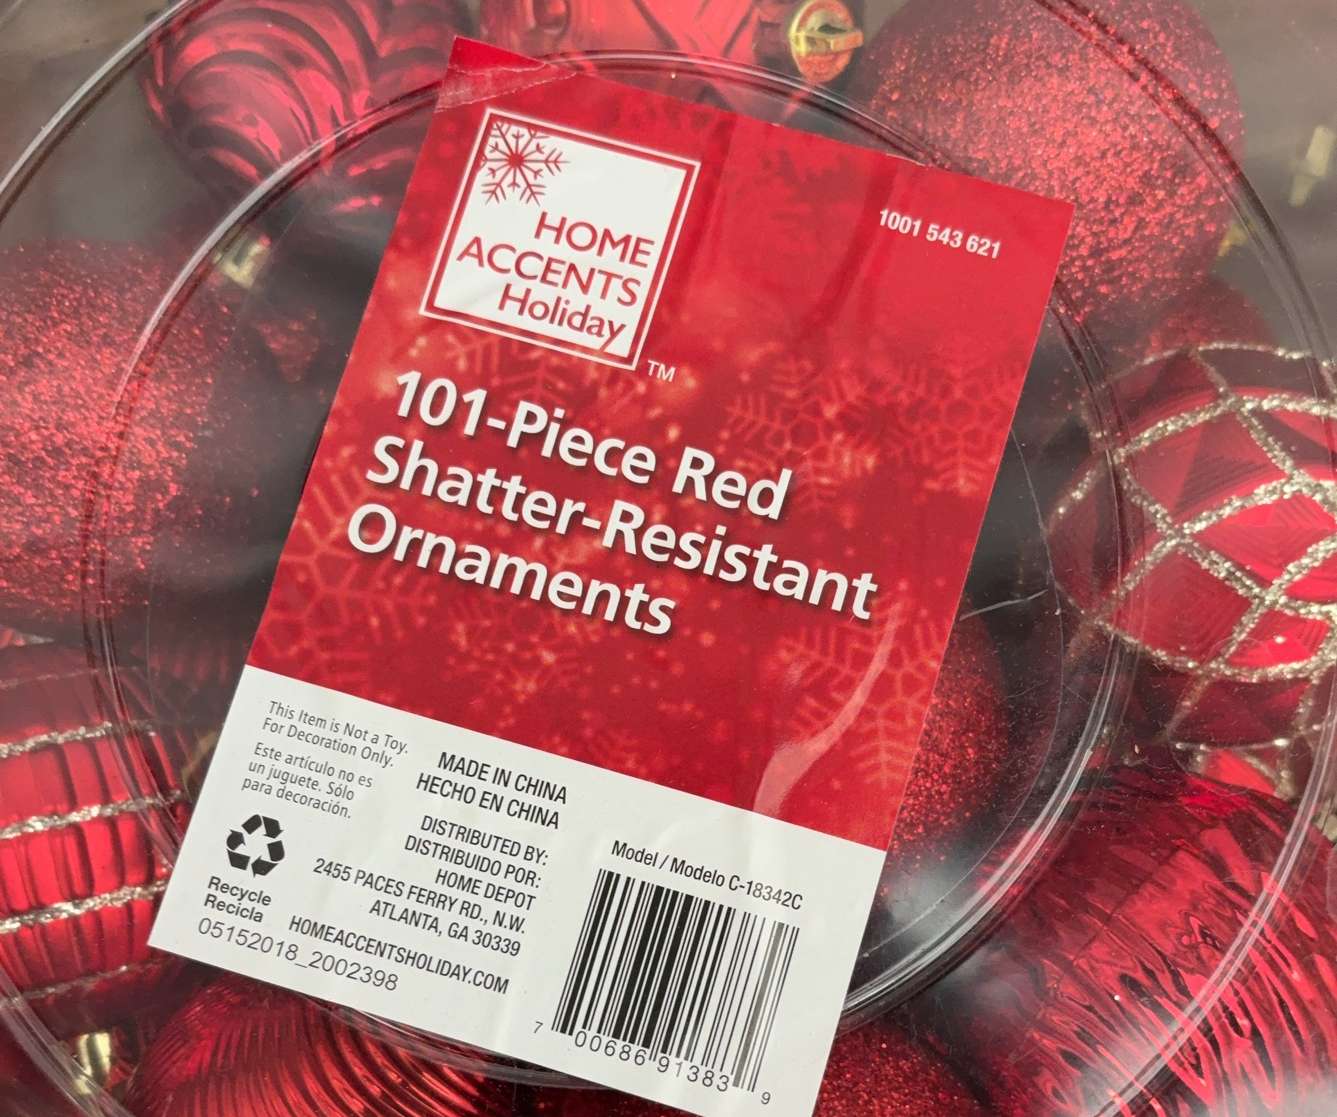 HOME
ACCENTS
Holiday
TM
1001 543 621
101-Piece Red
Shatter-Resistant
Ornaments
This Item is Not a Toy.
For Decoration Only.
Este artículo no es
un juguete. Sólo
para decoración.
Recycle
Recicla
05152018_2002398
MADE IN CHINA
HECHO EN CHINA
DISTRIBUTED BY:
DISTRIBUIDO POR:
HOME DEPOT
2455 PACES FERRY RD., N.W.
ATLANTA, GA 30339
HOMEACCENTSHOLIDAY.COM
Model / Modelo C-18342C
7 00686 91383 9